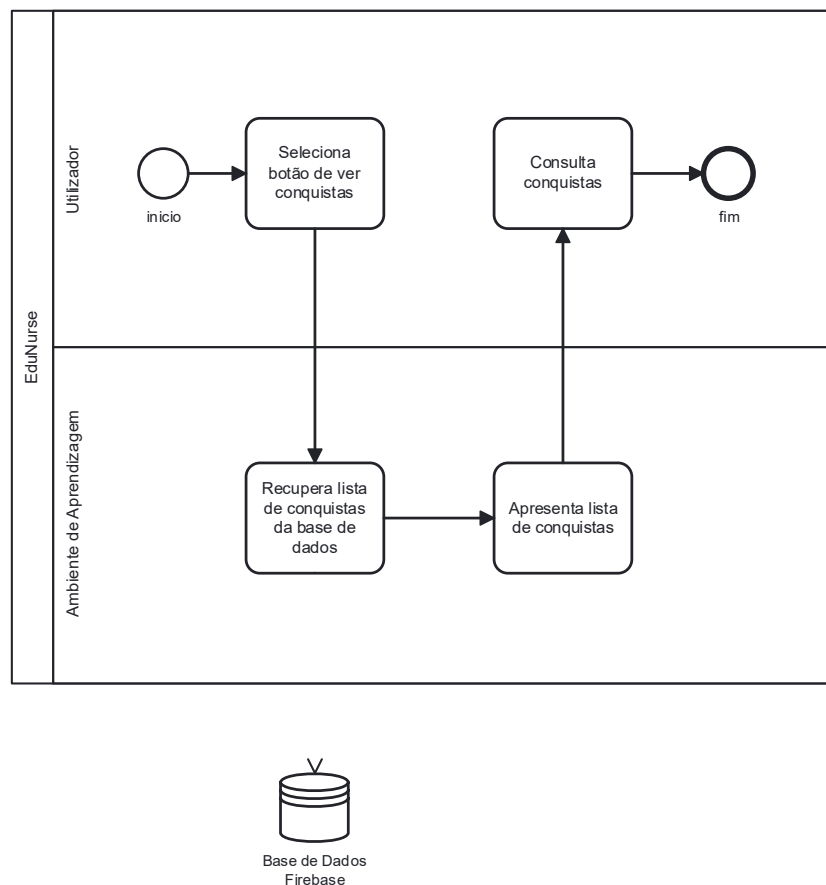 EduNurse
Utilizador
inicio
Seleciona
botão de ver
conquistas
Consulta
conquistas
fim
Ambiente de Aprendizagem
Recupera lista
de conquistas
da base de
dados
Apresenta lista
de conquistas
Base de Dados
Firebase